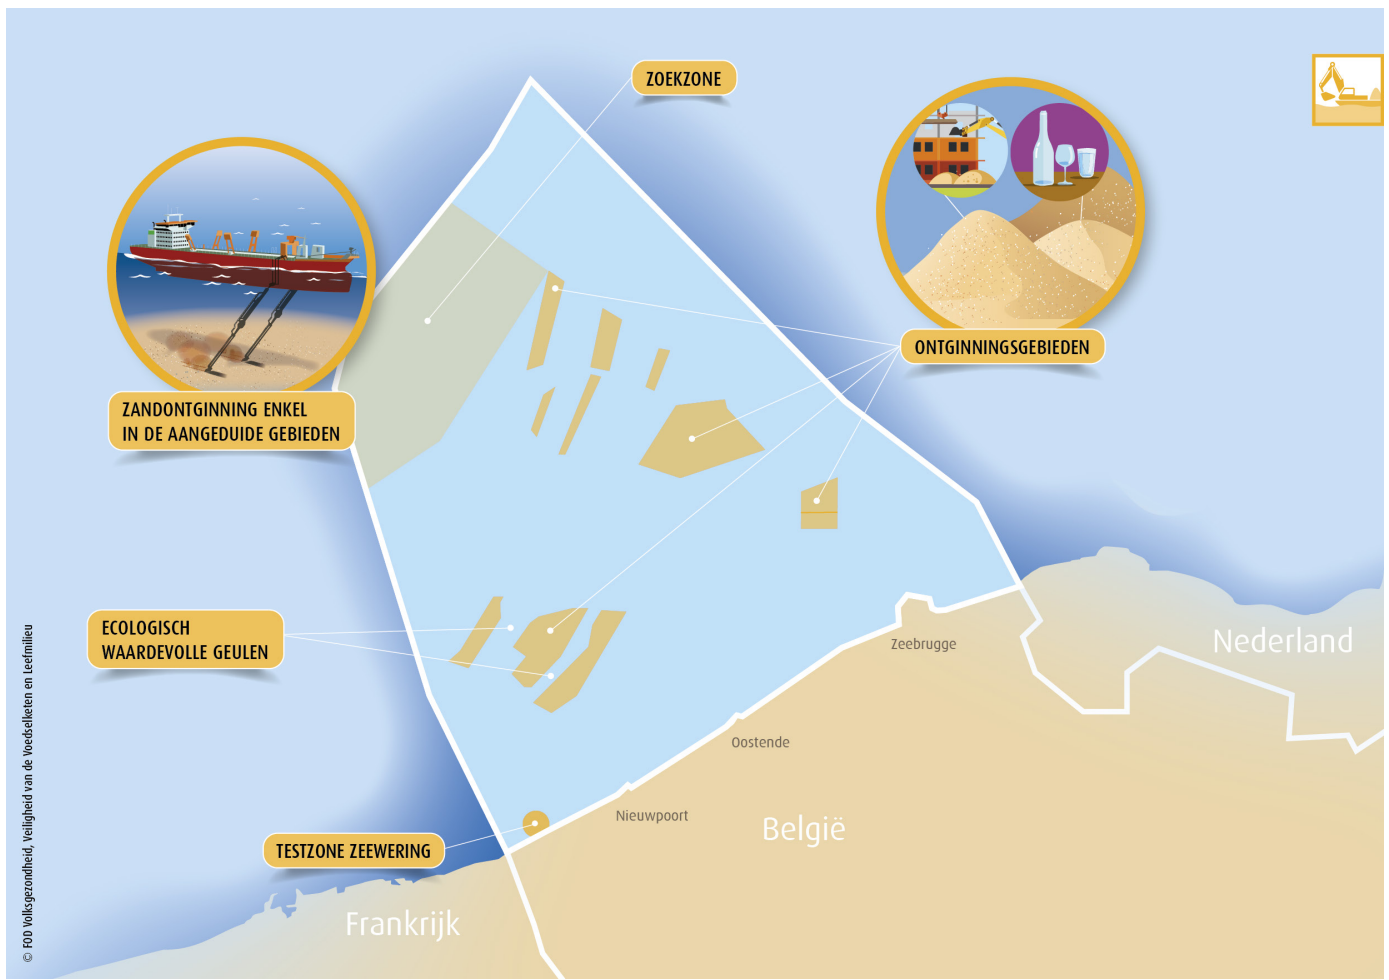 ZOEKZONE
ONTGINNINGSGEBIEDEN
ZANDONTGINNING ENKEL
IN DE AANGEDUIDE GEBIEDEN
ECOLOGISCH
WAARDEVOLLE GEULEN
Zeebrugge
Nederland
Oostende
Nieuwpoort
België
TESTZONE ZEEWERING
Frankrijk
© FOD Volksgezondheid, Veiligheid van de Voedselketen en Leefmilieu